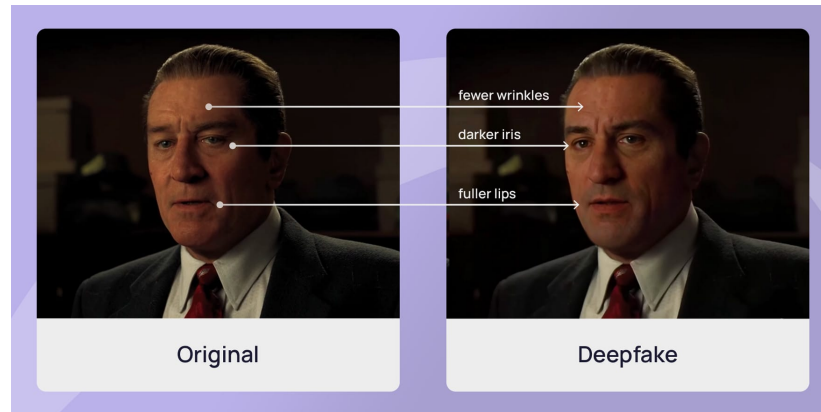 fewer wrinkles
darker iris
fuller lips
Original
Deepfake